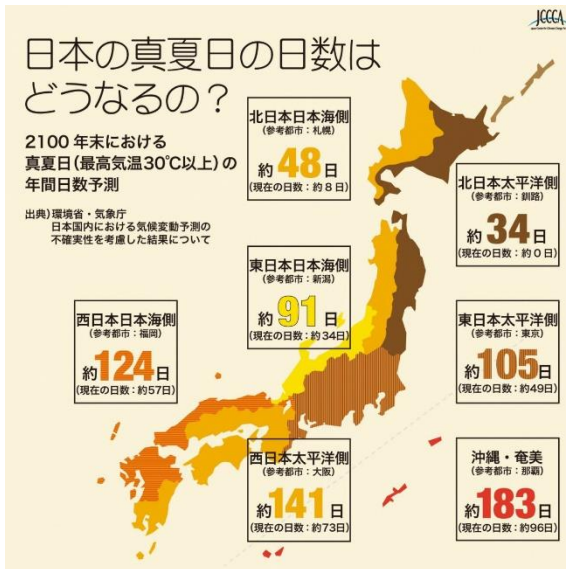 JCCCA
日本の真夏日の日数は
どうなるの？
2100年末における
真夏日(最高気温30℃以上)の
年間日数予測
出典)環境省・気象庁
日本国内における気候変動予測の
不確実性を考慮した結果について
北日本日本海側
(参考都市：札幌)
約48日
(現在の日数：約8日)
北日本太平洋側
(参考都市：釧路)
約34日
(現在の日数：約0日)
東日本日本海側
(参考都市：新潟)
約91日
(現在の日数：約34日)
西日本日本海側
(参考都市：福岡)
約124日
(現在の日数：約57日)
東日本太平洋側
(参考都市：東京)
約105日
(現在の日数：約49日)
西日本太平洋側
(参考都市：大阪)
約141日
(現在の日数：約73日)
沖縄・奄美
(参考都市：那覇)
約183日
(現在の日数：約96日)